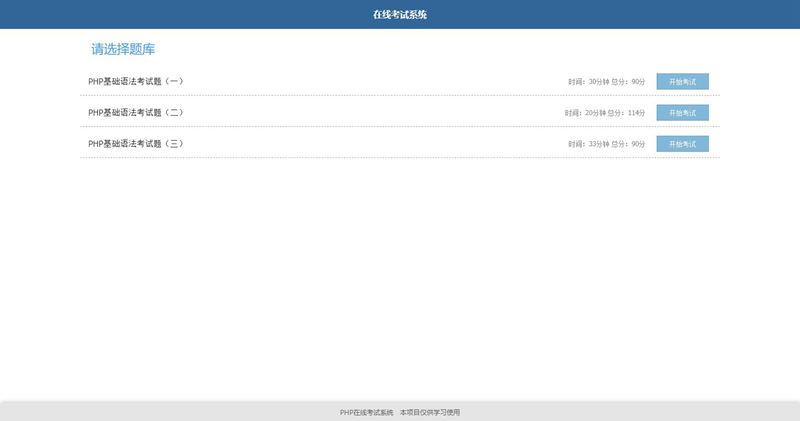 在线考试系统
请选择题库
PHP基础语法考试题（一） 时间：30分钟 总分：90分 开始考试
PHP基础语法考试题（二） 时间：20分钟 总分：114分 开始考试
PHP基础语法考试题（三） 时间：33分钟 总分：90分 开始考试
PHP在线考试系统 本项目仅供学习使用